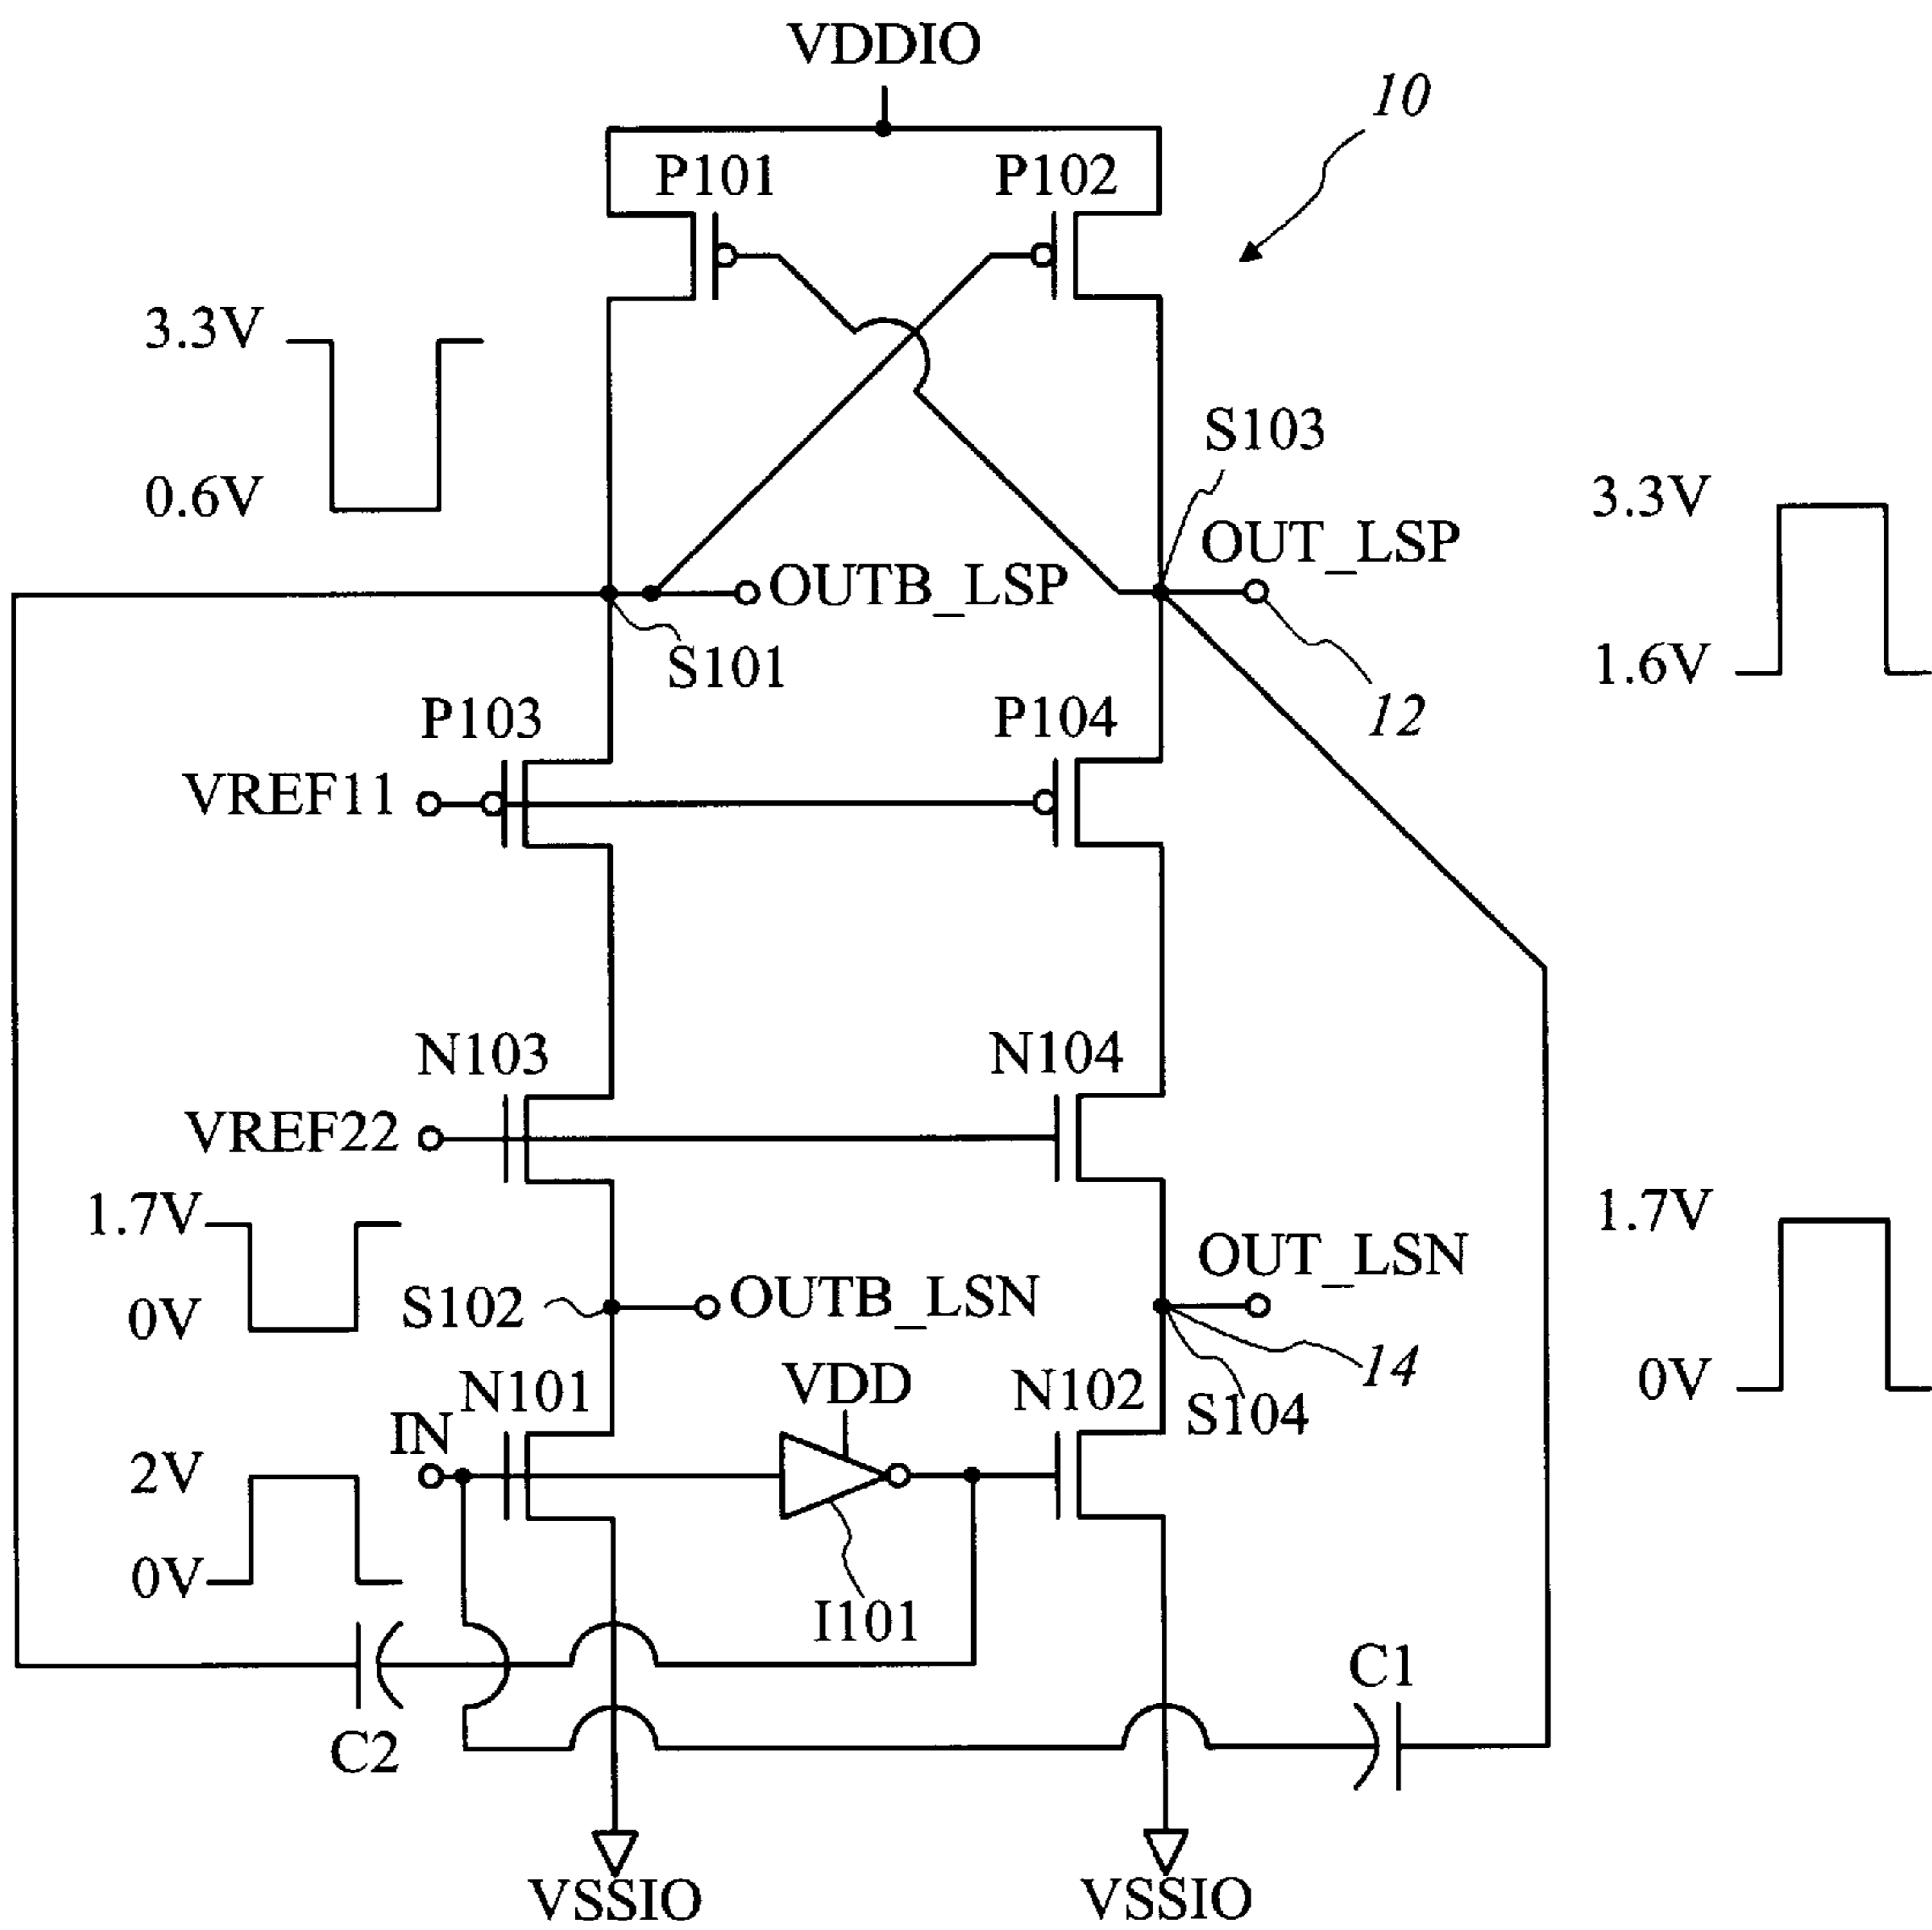 VDDIO
10
P101
P102
3.3V
0.6V
S103
OUT_LSP
3.3V
1.6V
OUTB_LSP
S101
12
P103
P104
VREF11
N103
N104
VREF22
1.7V
0V
S102
OUTB_LSN
OUT_LSN
1.7V
0V
14
S104
N101
VDD
N102
IN
2V
0V
I101
C1
C2
VSSIO
VSSIO